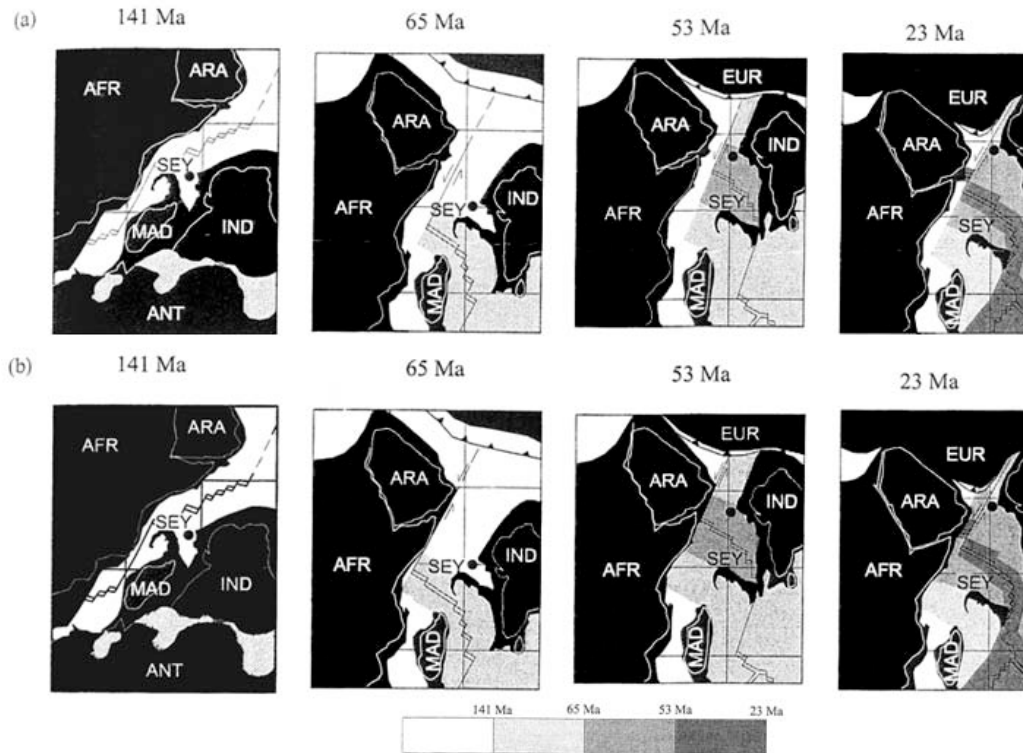 (a)
141 Ma 65 Ma 53 Ma 23 Ma
AFR ARA SEY MAD IND ANT
ARA AFR SEY IND MAD
EUR ARA IND AFR SEY MAD
EUR ARA AFR SEY MAD
(b)
141 Ma 65 Ma 53 Ma 23 Ma
AFR ARA SEY MAD IND ANT
ARA AFR SEY IND MAD
EUR ARA IND AFR SEY MAD
EUR ARA AFR SEY MAD
141 Ma 65 Ma 53 Ma 23 Ma